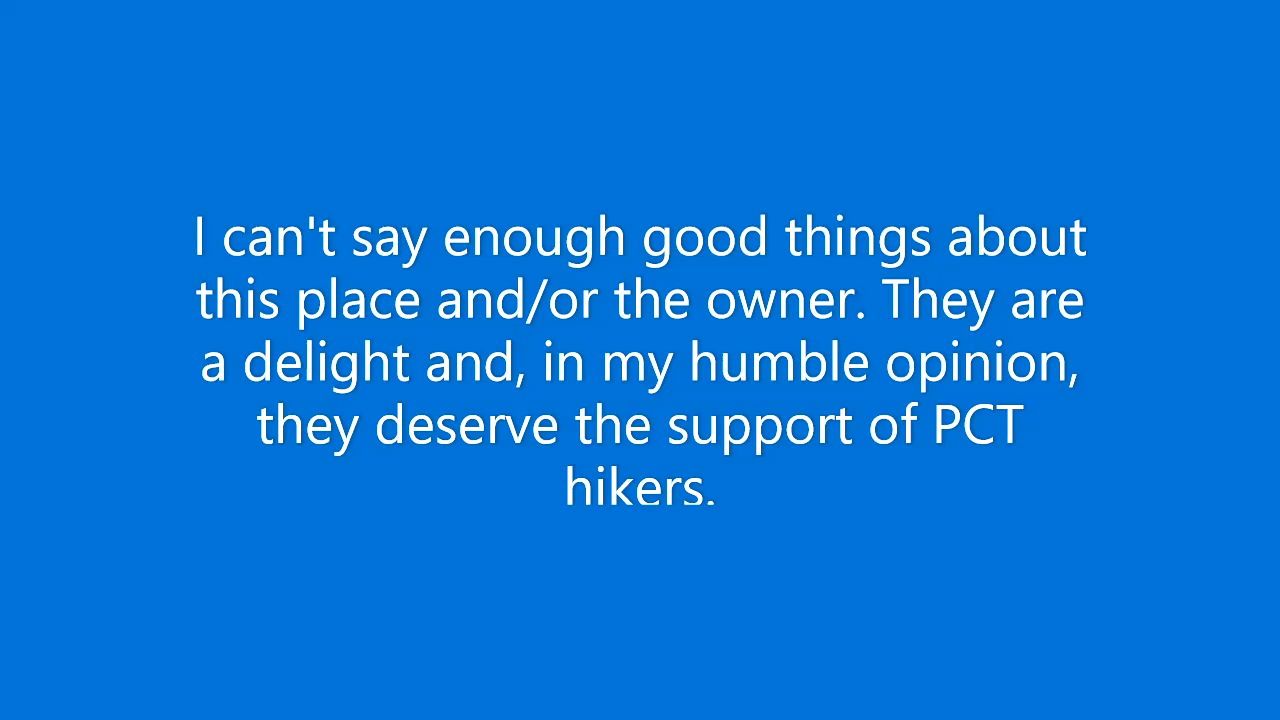 I can't say enough good things about
this place and/or the owner. They are
a delight and, in my humble opinion,
they deserve the support of PCT
hikers.